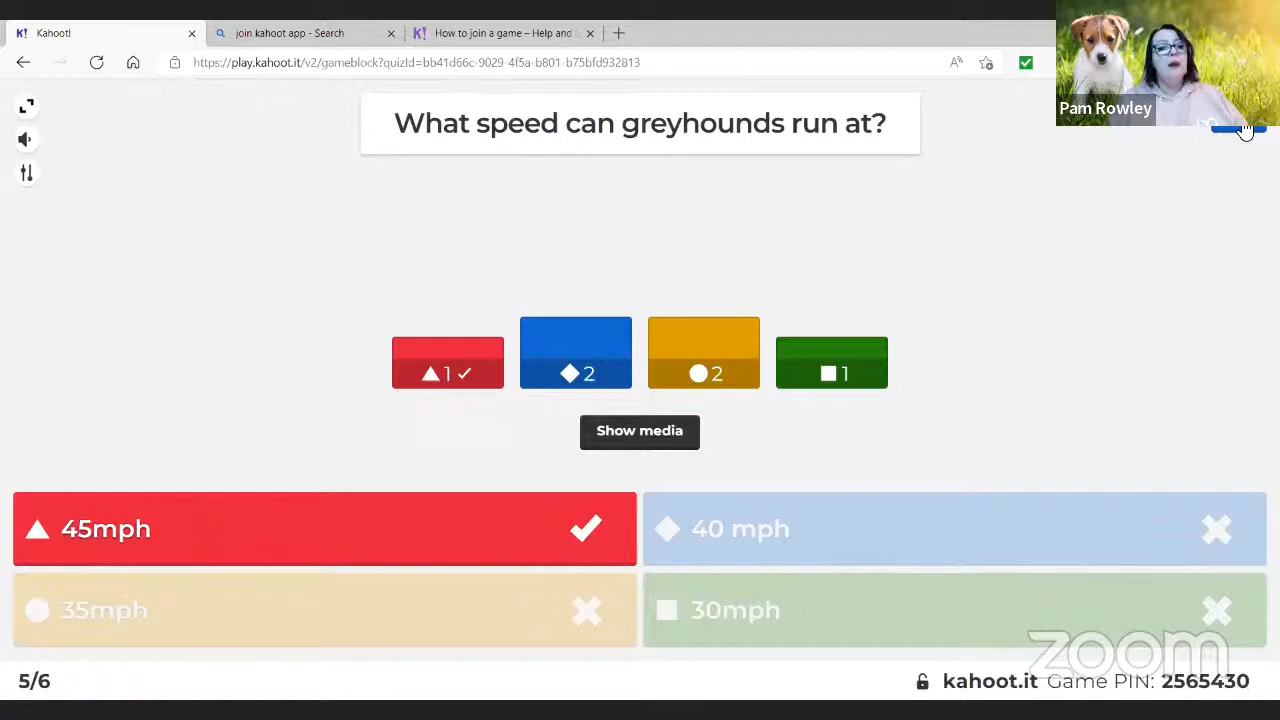 Kahoot!
join kahoot app - Search
K! How to join a game – Help and
https://play.kahoot.it/v2/gameblock?quizId=bb41d696-b029-4f5a-b801-b75bfd932813
Pam Rowley
What speed can greyhounds run at?
1
2
2
1
Show media
45mph
40 mph
35mph
30mph
zoom
5/6
kahoot.it Game PIN: 2565430